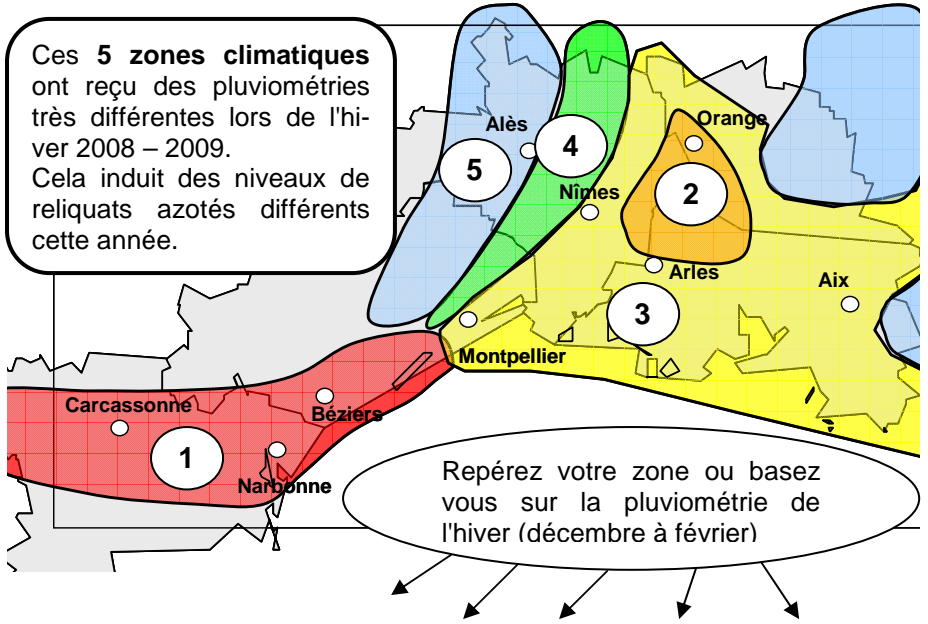 Ces 5 zones climatiques
ont reçu des pluviométries
très différentes lors de l'hi-
ver 2008 – 2009.
Cela induit des niveaux de
reliquats azotés différents
cette année.
Orange
Alès
4
5
2
Nîmes
Arles
Aix
3
Montpellier
Carcassonne
Béziers
1
Narbonne
Repérez votre zone ou basez
vous sur la pluviométrie de
l'hiver (décembre à février)